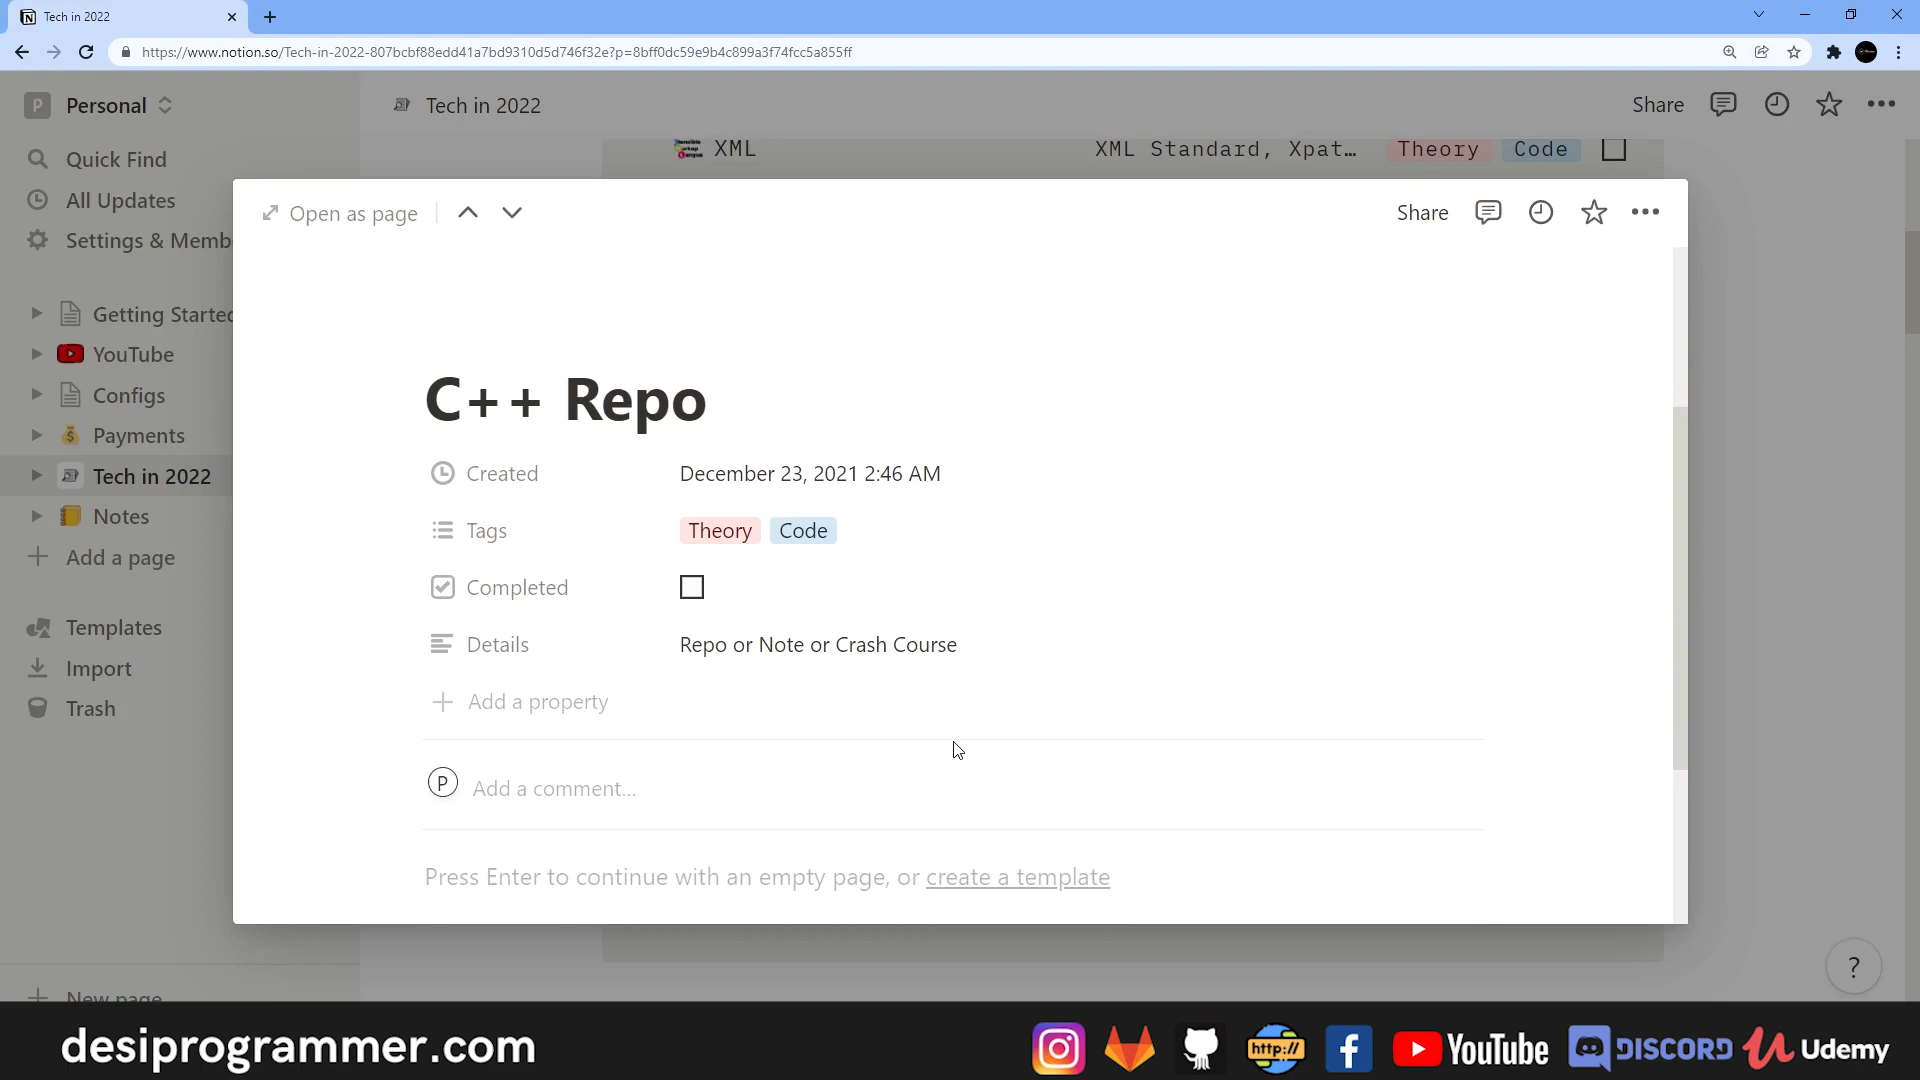 Tech in 2022
https://www.notion.so/Tech-in-2022-807bcbf88edd41a7bd9310d5d746f32e?p=8bff0dc59e9b4c899a3f74fcc5a855ff
P Personal
Tech in 2022
Share
Quick Find
All Updates
Settings & Memb
Getting Started
YouTube
Configs
Payments
Tech in 2022
Notes
Add a page
Templates
Import
Trash
New page
XML XML Standard, Xpat… Theory Code
Open as page
Share
C++ Repo
Created December 23, 2021 2:46 AM
Tags Theory Code
Completed
Details Repo or Note or Crash Course
Add a property
P Add a comment…
Press Enter to continue with an empty page, or create a template
?
desiprogrammer.com
http://
YouTube
DISCORD
Udemy